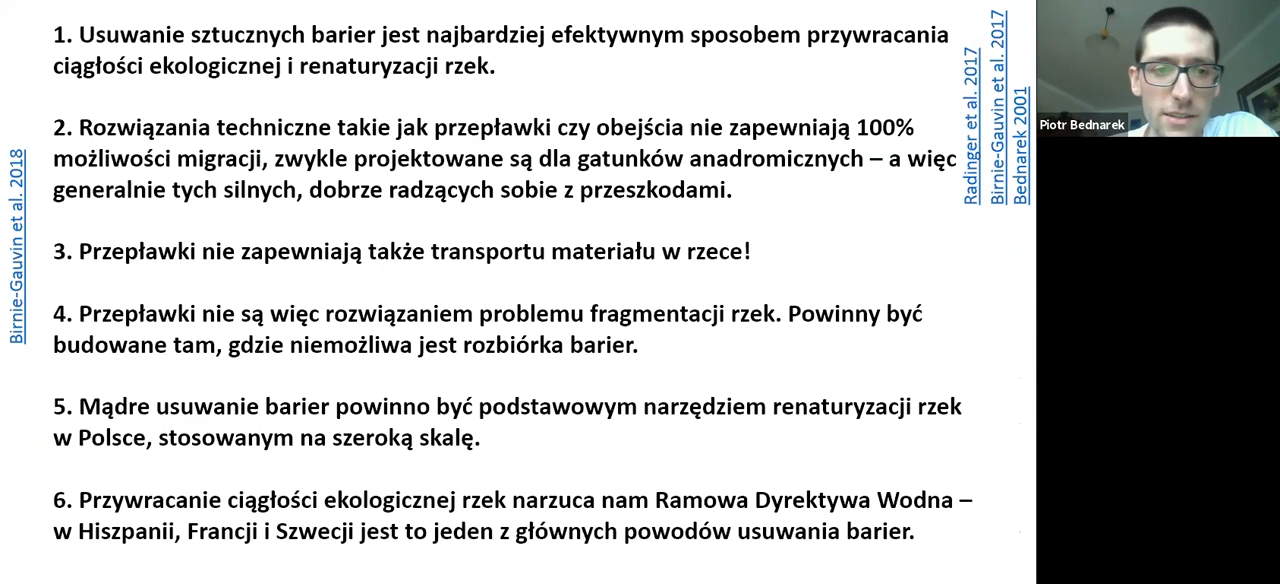 1. Usuwanie sztucznych barier jest najbardziej efektywnym sposobem przywracania
ciągłości ekologicznej i renaturyzacji rzek.
2. Rozwiązania techniczne takie jak przepławki czy obejścia nie zapewniają 100%
możliwości migracji, zwykle projektowane są dla gatunków anadromicznych – a więc
generalnie tych silnych, dobrze radzących sobie z przeszkodami.
3. Przepławki nie zapewniają także transportu materiału w rzece!
4. Przepławki nie są więc rozwiązaniem problemu fragmentacji rzek. Powinny być
budowane tam, gdzie niemożliwa jest rozbiórka barier.
5. Mądre usuwanie barier powinno być podstawowym narzędziem renaturyzacji rzek
w Polsce, stosowanym na szeroką skalę.
6. Przywracanie ciągłości ekologicznej rzek narzuca nam Ramowa Dyrektywa Wodna –
w Hiszpanii, Francji i Szwecji jest to jeden z głównych powodów usuwania barier.
Birnie-Gauvin et al. 2018
Radinger et al. 2017
Birnie-Gauvin et al. 2017
Bednarek 2001
Piotr Bednarek